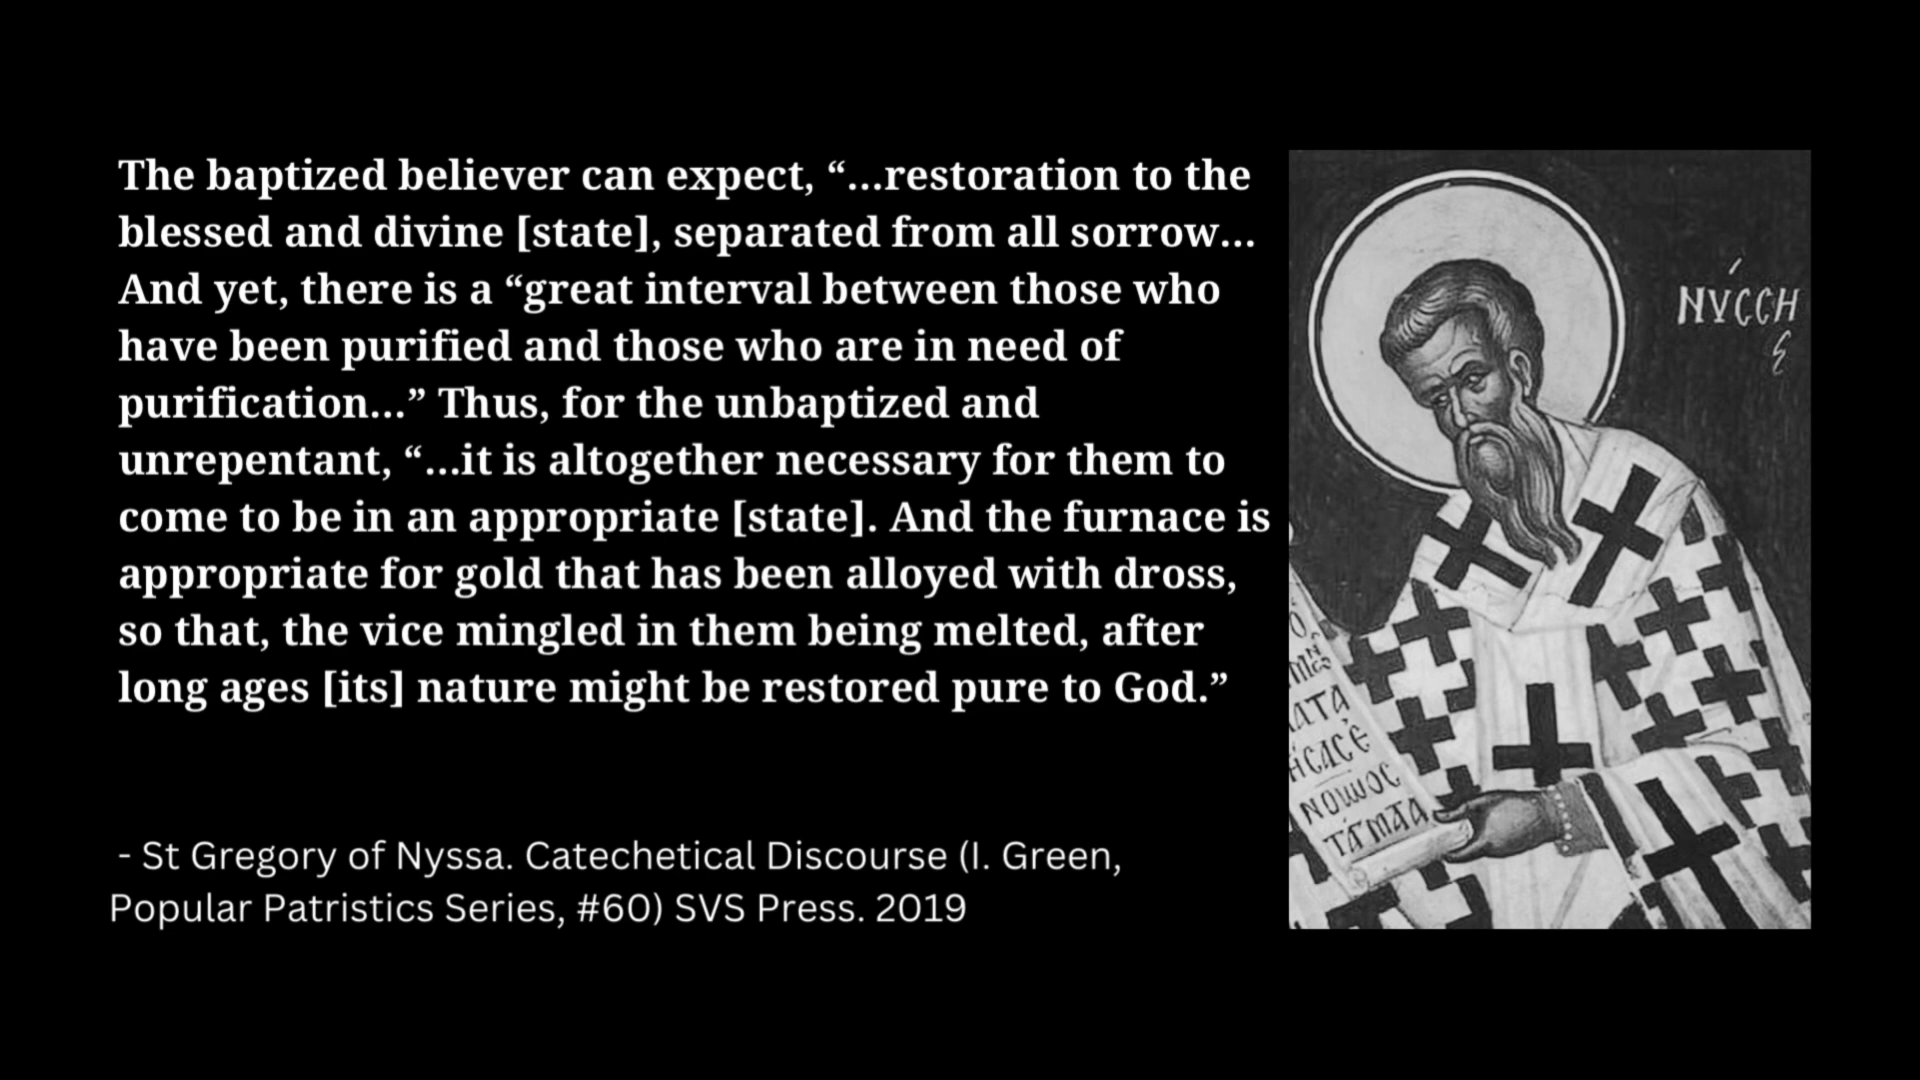 The baptized believer can expect, “...restoration to the
blessed and divine [state], separated from all sorrow...
And yet, there is a “great interval between those who
have been purified and those who are in need of
purification...” Thus, for the unbaptized and
unrepentant, “...it is altogether necessary for them to
come to be in an appropriate [state]. And the furnace is
appropriate for gold that has been alloyed with dross,
so that, the vice mingled in them being melted, after
long ages [its] nature might be restored pure to God.”
- St Gregory of Nyssa. Catechetical Discourse (I. Green,
Popular Patristics Series, #60) SVS Press. 2019
ΝΥССΗ
ΑΤΑ
ΤΑΜΑΤΑ